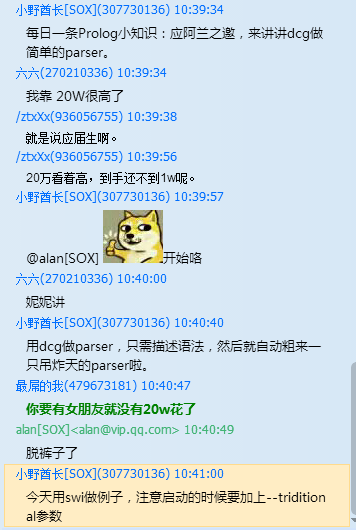 小野酋长[SOX](307730136) 10:39:34
每日一条Prolog小知识：应阿兰之邀，来讲讲dcg做
简单的parser。
六六(270210336) 10:39:34
我靠 20W很高了
/ztxXx(936056755) 10:39:38
就是说应届生啊。
/ztxXx(936056755) 10:39:56
20万看着高，到手还不到1w呢。
小野酋长[SOX](307730136) 10:39:57
@alan[SOX] 开始咯
六六(270210336) 10:40:00
妮妮讲
小野酋长[SOX](307730136) 10:40:40
用dcg做parser，只需描述语法，然后就自动粗来一
只吊炸天的parser啦。
最屌的我(479673181) 10:40:47
你要有女朋友就没有20w花了
alan[SOX]<alan@vip.qq.com> 10:40:49
脱裤子了
小野酋长[SOX](307730136) 10:41:00
今天用swi做例子，注意启动的时候要加上--tridition
al参数